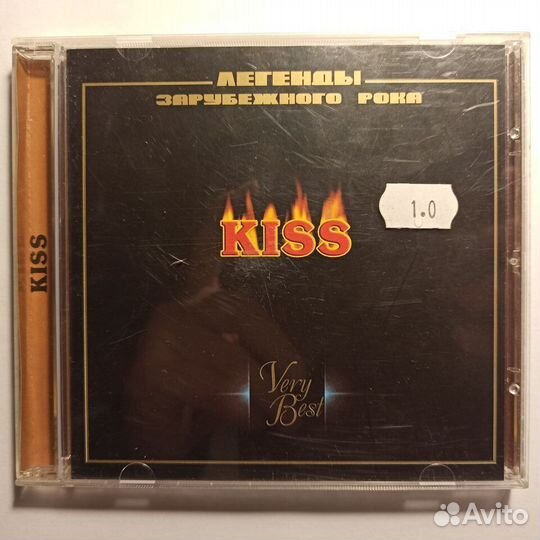 ЛЕГЕНДЫ
ЗАРУБЕЖНОГО РОКА
KISS
1.0
KISS
Very
Best
Avito